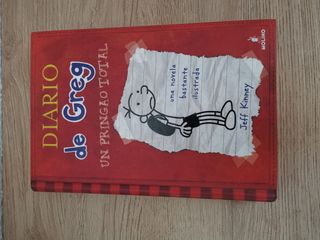 DIARIO
de Greg
UN PRINGAO TOTAL
una novela
bastante
ilustrada
Jeff Kinney
MOLINO